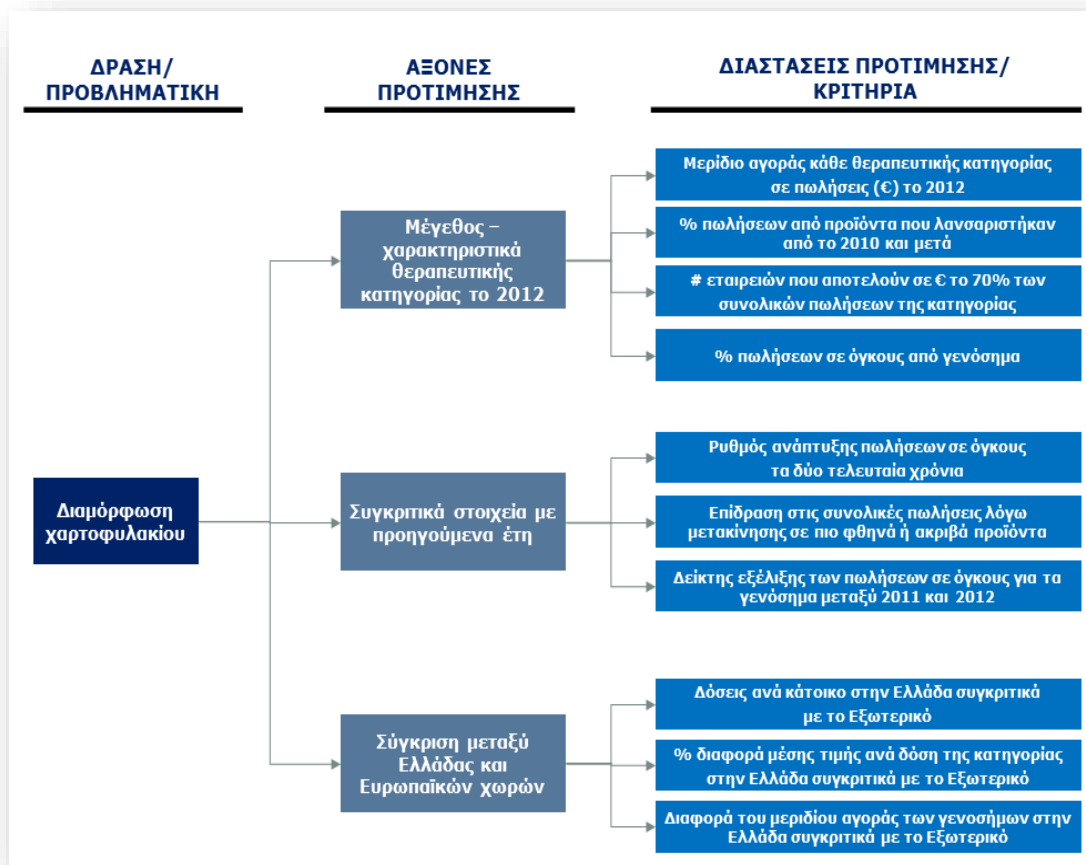 ΔΡΑΣΗ/
ΠΡΟΒΛΗΜΑΤΙΚΗ
ΑΞΟΝΕΣ
ΠΡΟΤΙΜΗΣΗΣ
ΔΙΑΣΤΑΣΕΙΣ ΠΡΟΤΙΜΗΣΗΣ/
ΚΡΙΤΗΡΙΑ
Διαμόρφωση
χαρτοφυλακίου
Μέγεθος –
χαρακτηριστικά
θεραπευτικής
κατηγορίας το 2012
Μερίδιο αγοράς κάθε θεραπευτικής κατηγορίας
σε πωλήσεις (€) το 2012
% πωλήσεων από προϊόντα που λανσαριστήκαν
από το 2010 και μετά
# εταιρειών που αποτελούν σε € το 70% των
συνολικών πωλήσεων της κατηγορίας
% πωλήσεων σε όγκους από γενόσημα
Συγκριτικά στοιχεία με
προηγούμενα έτη
Ρυθμός ανάπτυξης πωλήσεων σε όγκους
τα δύο τελευταία χρόνια
Επίδραση στις συνολικές πωλήσεις λόγω
μετακίνησης σε πιο φθηνά ή ακριβά προϊόντα
Δείκτης εξέλιξης των πωλήσεων σε όγκους για τα
γενόσημα μεταξύ 2011 και 2012
Σύγκριση μεταξύ
Ελλάδας και
Ευρωπαϊκών χωρών
Δόσεις ανά κάτοικο στην Ελλάδα συγκριτικά
με το Εξωτερικό
% διαφορά μέσης τιμής ανά δόση της κατηγορίας
στην Ελλάδα συγκριτικά με το Εξωτερικό
Διαφορά του μεριδίου αγοράς των γενοσήμων στην
Ελλάδα συγκριτικά με το Εξωτερικό